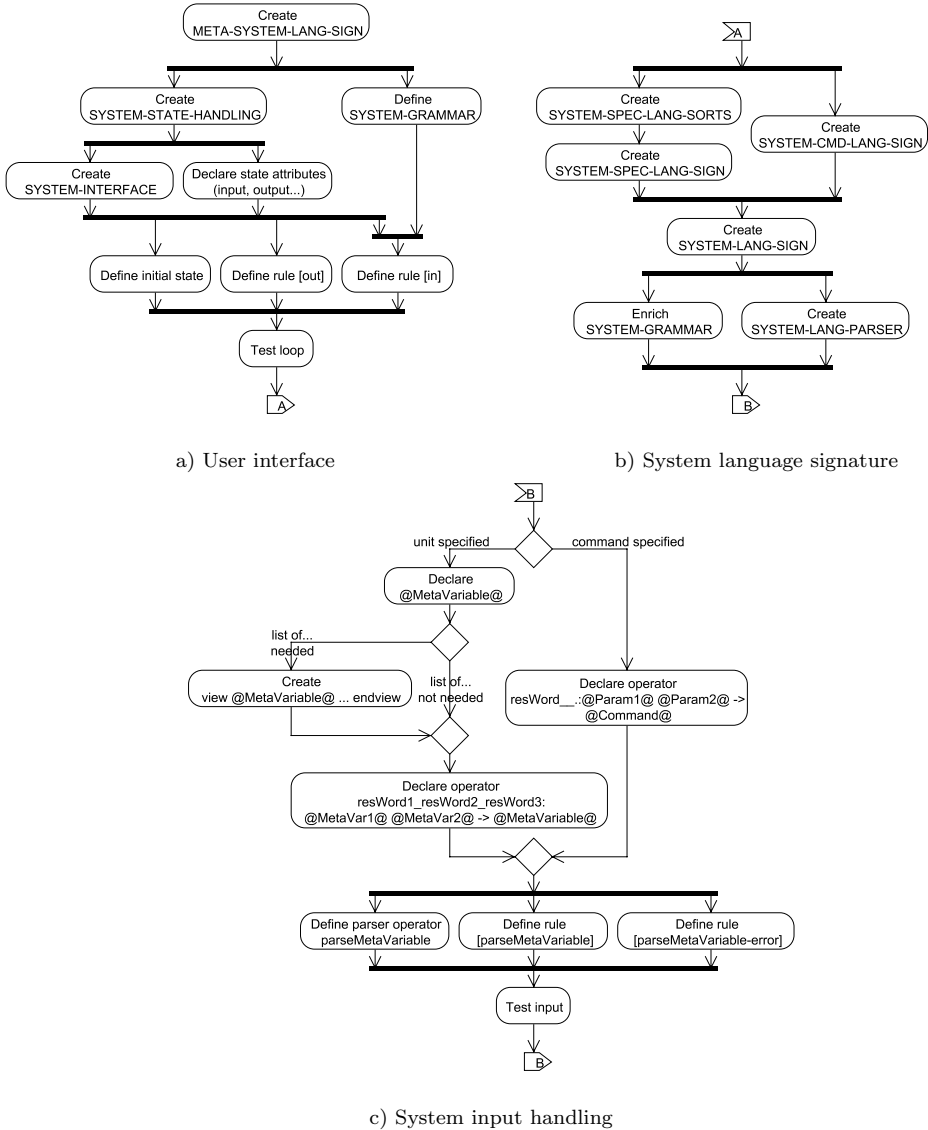 Create
META-SYSTEM-LANG-SIGN
Create
SYSTEM-STATE-HANDLING
Define
SYSTEM-GRAMMAR
Create
SYSTEM-INTERFACE
Declare state attributes
(input, output...)
Define initial state
Define rule [out]
Define rule [in]
Test loop
A
a) User interface
A
Create
SYSTEM-SPEC-LANG-SORTS
Create
SYSTEM-CMD-LANG-SIGN
Create
SYSTEM-SPEC-LANG-SIGN
Create
SYSTEM-LANG-SIGN
Enrich
SYSTEM-GRAMMAR
Create
SYSTEM-LANG-PARSER
B
b) System language signature
B
unit specified
command specified
Declare
@MetaVariable@
list of...
needed
Create
view @MetaVariable@ ... endview
list of...
not needed
Declare operator
resWord__.:@Param1@ @Param2@ ->
@Command@
Declare operator
resWord1_resWord2_resWord3:
@MetaVar1@ @MetaVar2@ -> @MetaVariable@
Define parser operator
parseMetaVariable
Define rule
[parseMetaVariable]
Define rule
[parseMetaVariable-error]
Test input
B
c) System input handling